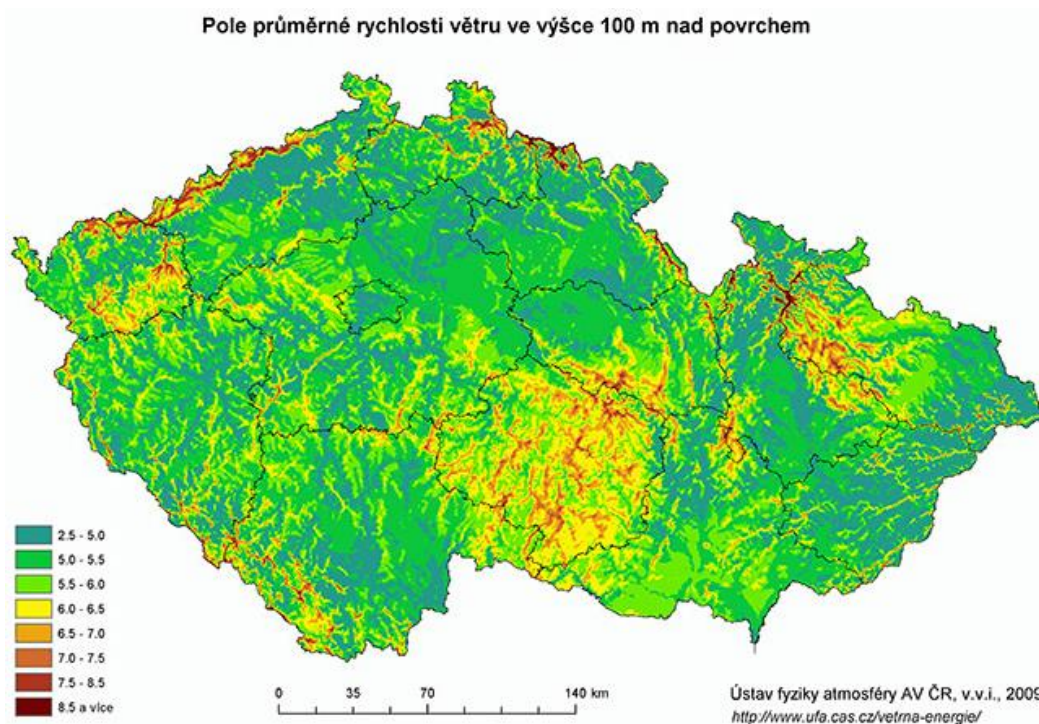 Pole průměrné rychlosti větru ve výšce 100 m nad povrchem
2.5 - 5.0
5.0 - 5.5
5.5 - 6.0
6.0 - 6.5
6.5 - 7.0
7.0 - 7.5
7.5 - 8.5
8.5 a více
0 35 70 140 km
Ústav fyziky atmosféry AV ČR, v.v.i., 2009
http://www.ufa.cas.cz/vetrna-energie/